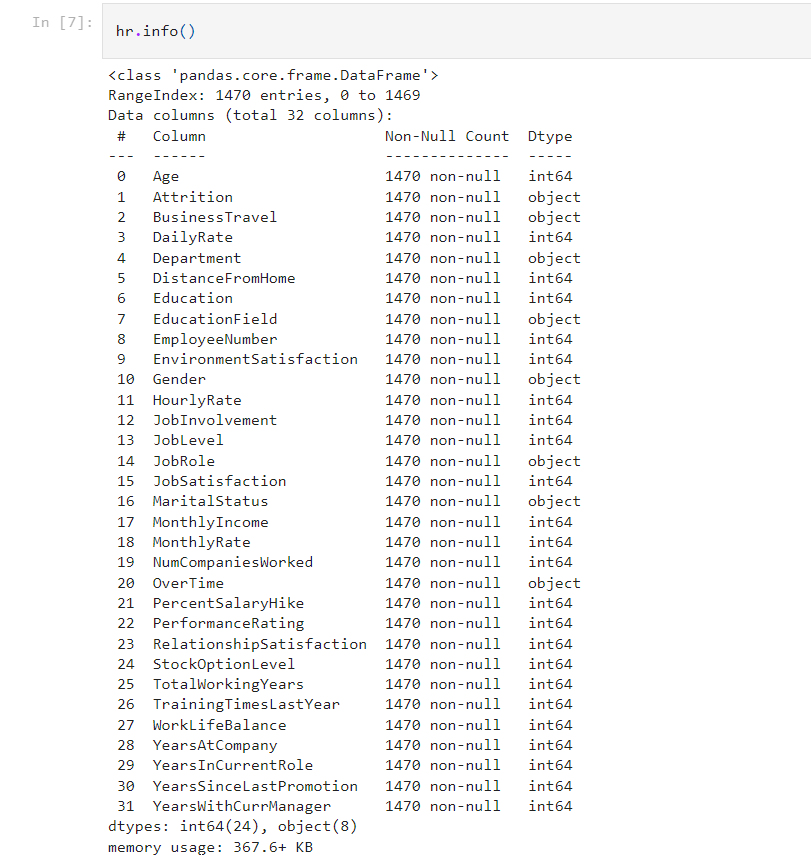 In [7]:
hr.info()
<class 'pandas.core.frame.DataFrame'>
RangeIndex: 1470 entries, 0 to 1469
Data columns (total 32 columns):
 #   Column                    Non-Null Count  Dtype
---  ------                    --------------  -----
 0   Age                       1470 non-null   int64
 1   Attrition                 1470 non-null   object
 2   BusinessTravel            1470 non-null   object
 3   DailyRate                 1470 non-null   int64
 4   Department                1470 non-null   object
 5   DistanceFromHome          1470 non-null   int64
 6   Education                 1470 non-null   int64
 7   EducationField            1470 non-null   object
 8   EmployeeNumber            1470 non-null   int64
 9   EnvironmentSatisfaction   1470 non-null   int64
 10  Gender                    1470 non-null   object
 11  HourlyRate                1470 non-null   int64
 12  JobInvolvement            1470 non-null   int64
 13  JobLevel                  1470 non-null   int64
 14  JobRole                   1470 non-null   object
 15  JobSatisfaction           1470 non-null   int64
 16  MaritalStatus             1470 non-null   object
 17  MonthlyIncome             1470 non-null   int64
 18  MonthlyRate               1470 non-null   int64
 19  NumCompaniesWorked        1470 non-null   int64
 20  OverTime                  1470 non-null   object
 21  PercentSalaryHike         1470 non-null   int64
 22  PerformanceRating         1470 non-null   int64
 23  RelationshipSatisfaction  1470 non-null   int64
 24  StockOptionLevel          1470 non-null   int64
 25  TotalWorkingYears         1470 non-null   int64
 26  TrainingTimesLastYear     1470 non-null   int64
 27  WorkLifeBalance           1470 non-null   int64
 28  YearsAtCompany            1470 non-null   int64
 29  YearsInCurrentRole        1470 non-null   int64
 30  YearsSinceLastPromotion   1470 non-null   int64
 31  YearsWithCurrManager      1470 non-null   int64
dtypes: int64(24), object(8)
memory usage: 367.6+ KB